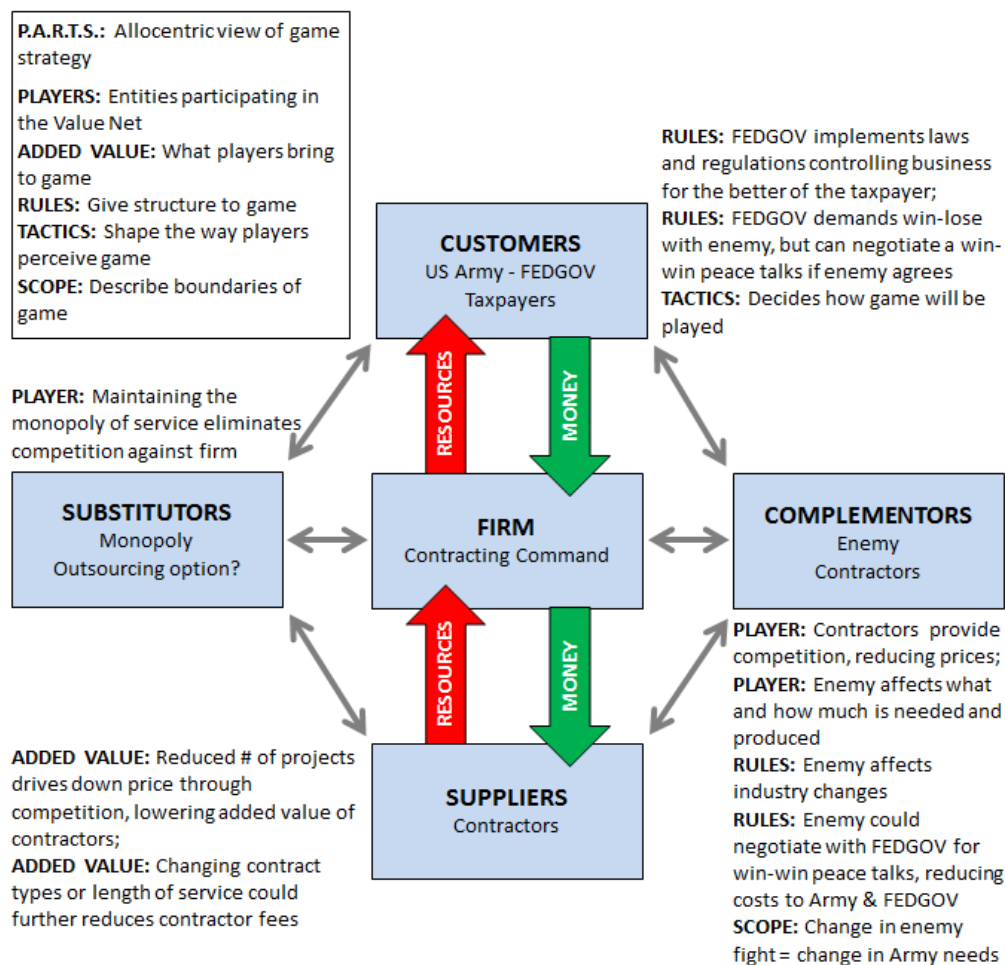 P.A.R.T.S.: Allocentric view of game
strategy
PLAYERS: Entities participating in
the Value Net
ADDED VALUE: What players bring
to game
RULES: Give structure to game
TACTICS: Shape the way players
perceive game
SCOPE: Describe boundaries of
game
RULES: FEDGOV implements laws
and regulations controlling business
for the better of the taxpayer;
RULES: FEDGOV demands win-lose
with enemy, but can negotiate a win-
win peace talks if enemy agrees
TACTICS: Decides how game will be
played
CUSTOMERS
US Army - FEDGOV
Taxpayers
RESOURCES
MONEY
PLAYER: Maintaining the
monopoly of service eliminates
competition against firm
SUBSTITUTORS
Monopoly
Outsourcing option?
FIRM
Contracting Command
COMPLEMENTORS
Enemy
Contractors
RESOURCES
MONEY
ADDED VALUE: Reduced # of projects
drives down price through
competition, lowering added value of
contractors;
ADDED VALUE: Changing contract
types or length of service could
further reduces contractor fees
SUPPLIERS
Contractors
PLAYER: Contractors provide
competition, reducing prices;
PLAYER: Enemy affects what
and how much is needed and
produced
RULES: Enemy affects
industry changes
RULES: Enemy could
negotiate with FEDGOV for
win-win peace talks, reducing
costs to Army & FEDGOV
SCOPE: Change in enemy
fight = change in Army needs